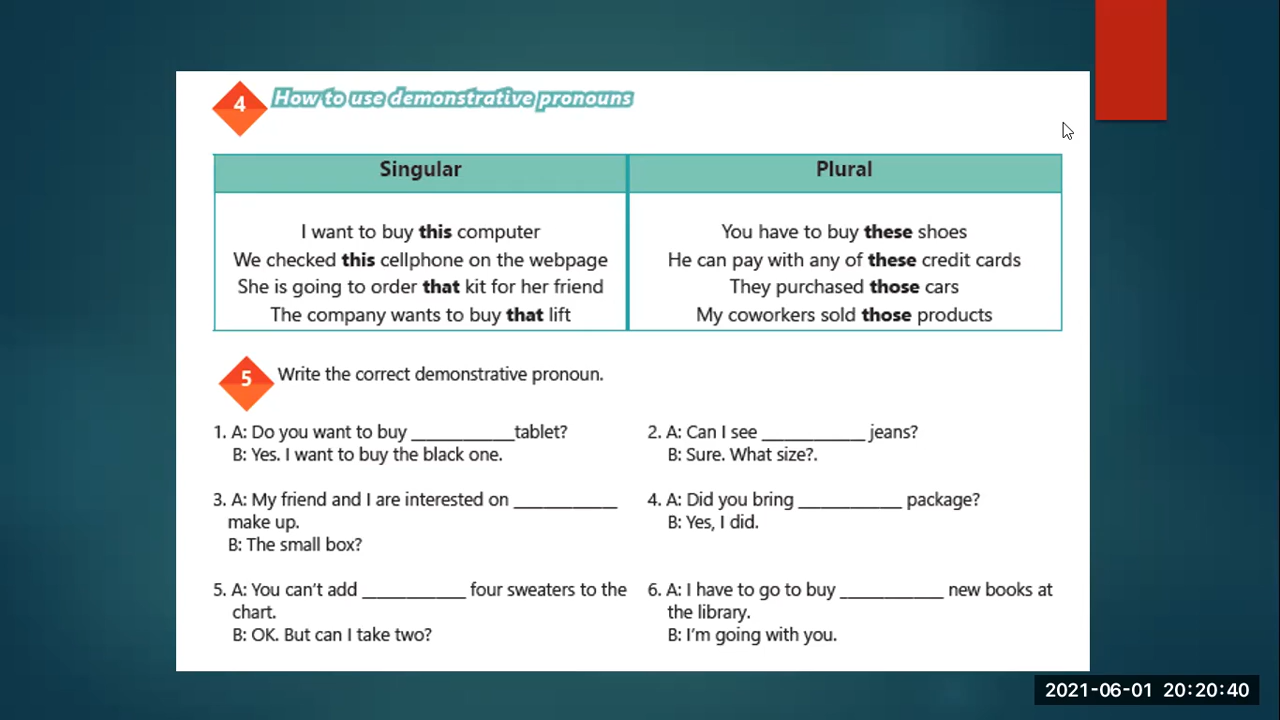 4
How to use demonstrative pronouns
Singular
Plural
I want to buy this computer
We checked this cellphone on the webpage
She is going to order that kit for her friend
The company wants to buy that lift
You have to buy these shoes
He can pay with any of these credit cards
They purchased those cars
My coworkers sold those products
5
Write the correct demonstrative pronoun.
1. A: Do you want to buy ___________tablet?
B: Yes. I want to buy the black one.
2. A: Can I see ___________ jeans?
B: Sure. What size?.
3. A: My friend and I are interested on ___________
make up.
B: The small box?
4. A: Did you bring ___________ package?
B: Yes, I did.
5. A: You can't add ___________ four sweaters to the
chart.
B: OK. But can I take two?
6. A: I have to go to buy ___________ new books at
the library.
B: I'm going with you.
2021-06-01 20:20:40